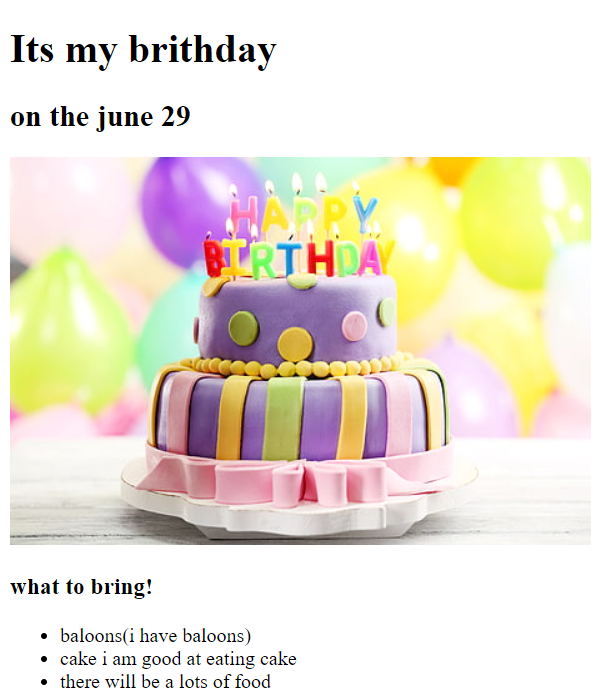 Its my brithday
on the june 29
HAPPY
BIRTHDAY
what to bring!
baloons(i have baloons)
cake i am good at eating cake
there will be a lots of food